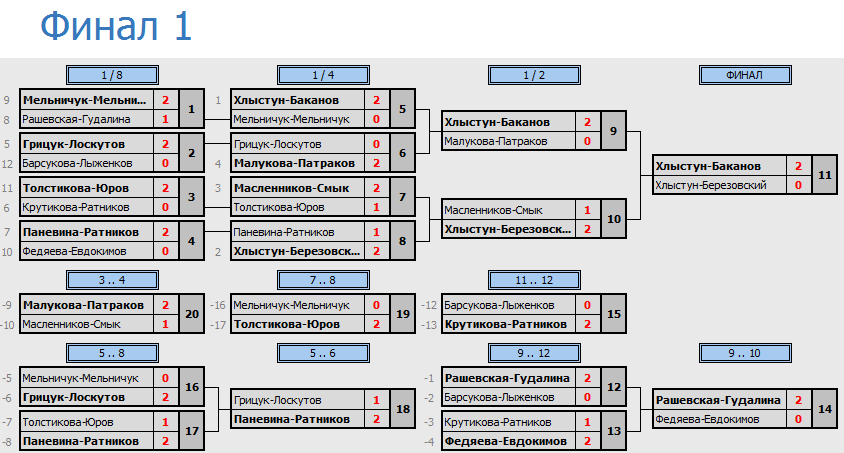 Финал 1
1 / 8
1 / 4
1 / 2
ФИНАЛ
9 Мельничук-Мельни... 2 1
8 Рашевская-Гудалина 1
5 Грицук-Лоскутов 2 2
12 Барсукова-Лыженков 0
11 Толстикова-Юров 2 3
6 Крутикова-Ратников 0
7 Паневина-Ратников 2 4
10 Федяева-Евдокимов 0
1 Хлыстун-Баканов 2 5
Мельничук-Мельничук 0
Грицук-Лоскутов 0 6
4 Малукова-Патраков 2
3 Масленников-Смык 2 7
Толстикова-Юров 1
Паневина-Ратников 1 8
2 Хлыстун-Березовск... 2
Хлыстун-Баканов 2 9
Малукова-Патраков 0
Масленников-Смык 1 10
Хлыстун-Березовск... 2
Хлыстун-Баканов 2 11
Хлыстун-Березовский 0
3 .. 4
7 .. 8
11 .. 12
-9 Малукова-Патраков 2 20
-10 Масленников-Смык 1
-16 Мельничук-Мельничук 0 19
-17 Толстикова-Юров 2
-12 Барсукова-Лыженков 0 15
-13 Крутикова-Ратников 2
5 .. 8
5 .. 6
9 .. 12
9 .. 10
-5 Мельничук-Мельничук 0 16
-6 Грицук-Лоскутов 2
-7 Толстикова-Юров 1 17
-8 Паневина-Ратников 2
Грицук-Лоскутов 1 18
Паневина-Ратников 2
-1 Рашевская-Гудалина 2 12
-2 Барсукова-Лыженков 0
-3 Крутикова-Ратников 1 13
-4 Федяева-Евдокимов 2
Рашевская-Гудалина 2 14
Федяева-Евдокимов 0